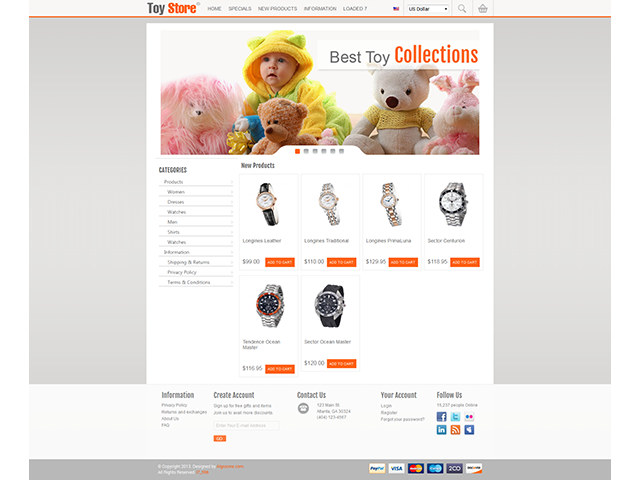 Toy Store
HOME SPECIALS NEW PRODUCTS INFORMATION LOADED 7
US Dollar
Best Toy Collections
CATEGORIES
Products
Women
Dresses
Watches
Men
Shirts
Watches
Information
Shipping & Returns
Privacy Policy
Terms & Conditions
New Products
Longines Leather
$99.00 ADD TO CART
Longines Traditional
$110.00 ADD TO CART
Longines PrimaLuna
$129.95 ADD TO CART
Sector Centurion
$118.95 ADD TO CART
Tendence Ocean
Master
$116.95 ADD TO CART
Sector Ocean Master
$120.00 ADD TO CART
Information
Privacy Policy
Returns and exchanges
About Us
FAQ
Create Account
Sign up for free gifts and items
Join us to avail more discounts.
Enter Your E-mail address
GO
Contact Us
123 Main St.
Atlanta, GA 30324
(404) 123-4567
Your Account
Login
Register
Forgot your password?
Follow Us
people Online
© Copyright 2013. Designed by
All Rights Reserved.
PayPal VISA 2CO